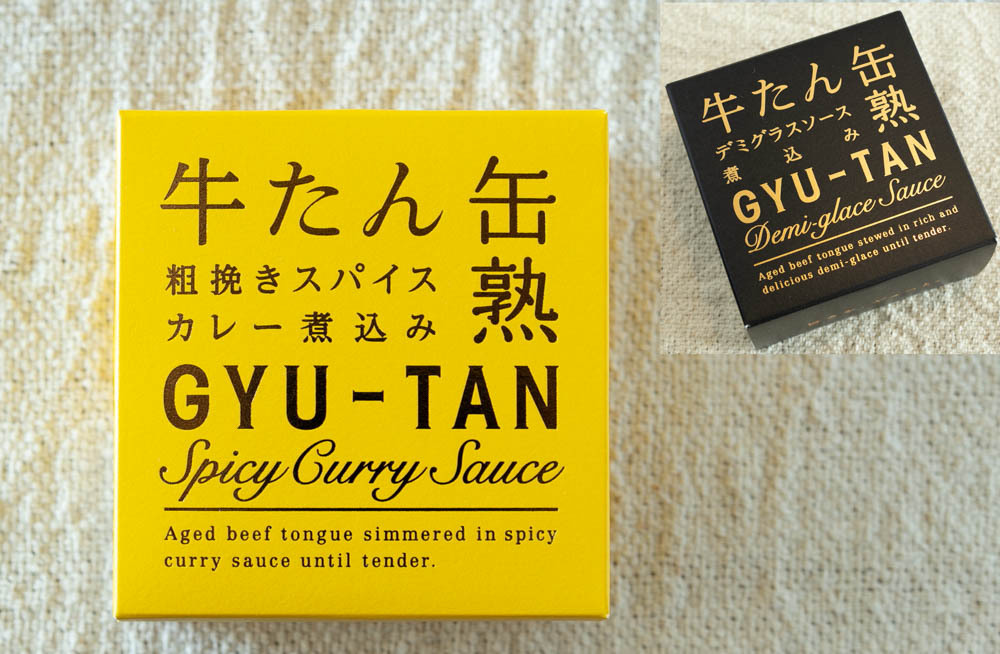 牛たん 缶熟
粗挽きスパイス
カレー煮込み
GYU-TAN
Spicy Curry Sauce
Aged beef tongue simmered in spicy
curry sauce until tender.
牛たん 缶熟
デミグラスソース
煮込み
GYU-TAN
Demi-glace Sauce
Aged beef tongue stewed in rich and
delicious demi-glace until tender.